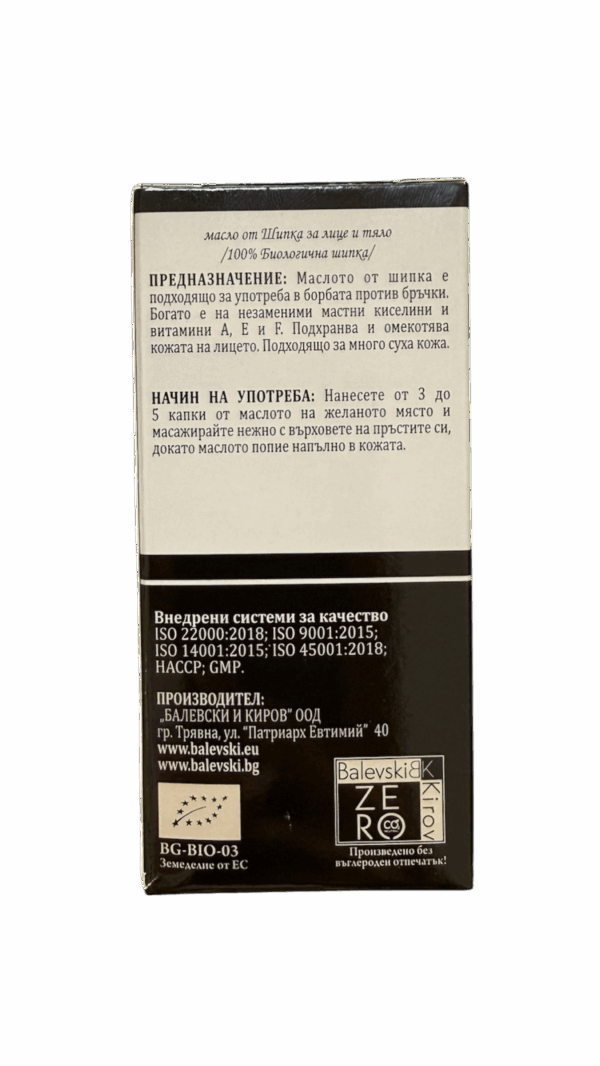 масло от Шипка за лице и тяло
/100% Биологична шипка/
ПРЕДНАЗНАЧЕНИЕ: Маслото от шипка е
подходящо за употреба в борбата против бръчки.
Богато е на незаменими мастни киселини и
витамини А, Е и F. Подхранва и омекотява
кожата на лицето. Подходящо за много суха кожа.
НАЧИН НА УПОТРЕБА: Нанесете от 3 до
5 капки от маслото на желаното място и
масажирайте нежно с върховете на пръстите си,
докато маслото попие напълно в кожата.
Внедрени системи за качество
ISO 22000:2018; ISO 9001:2015;
ISO 14001:2015; ISO 45001:2018;
HACCP; GMP.
ПРОИЗВОДИТЕЛ:
„БАЛЕВСКИ И КИРОВ" ООД
гр. Трявна, ул. "Патриарх Евтимий" 40
www.balevski.eu
www.balevski.bg
BG-BIO-03
Земеделие от ЕС
Balevski BK
Kirov
ZE
RO
CO₂
Произведено без
въглероден отпечатък!